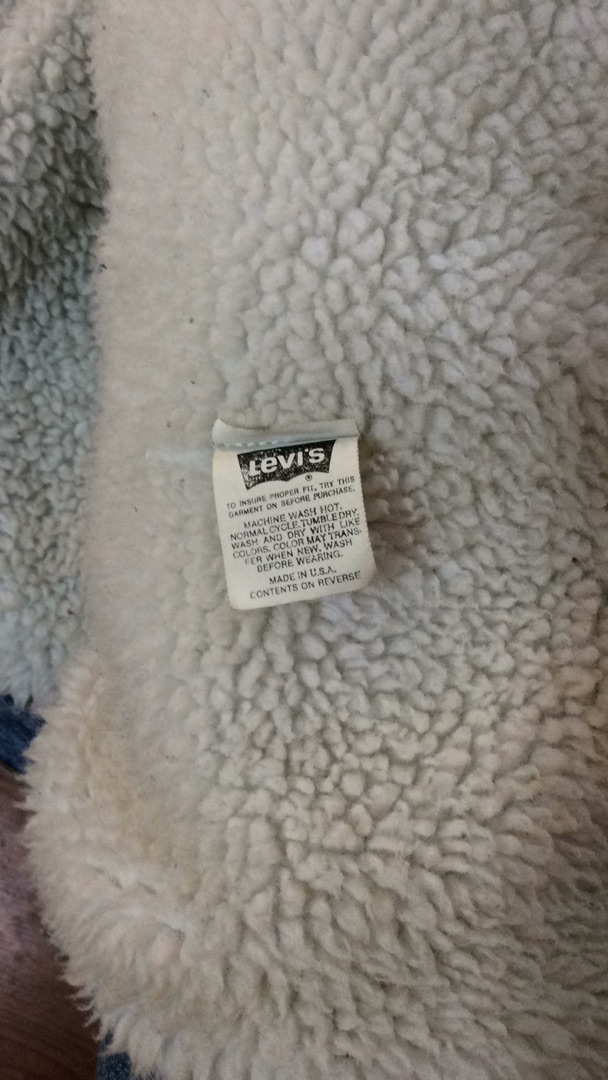 Levi's®
TO INSURE PROPER FIT, TRY THIS
GARMENT ON BEFORE PURCHASE.
MACHINE WASH HOT,
NORMAL CYCLE, TUMBLE DRY.
WASH AND DRY WITH LIKE
COLORS. COLOR MAY TRANS-
FER WHEN NEW. WASH
BEFORE WEARING.
MADE IN U.S.A.
CONTENTS ON REVERSE